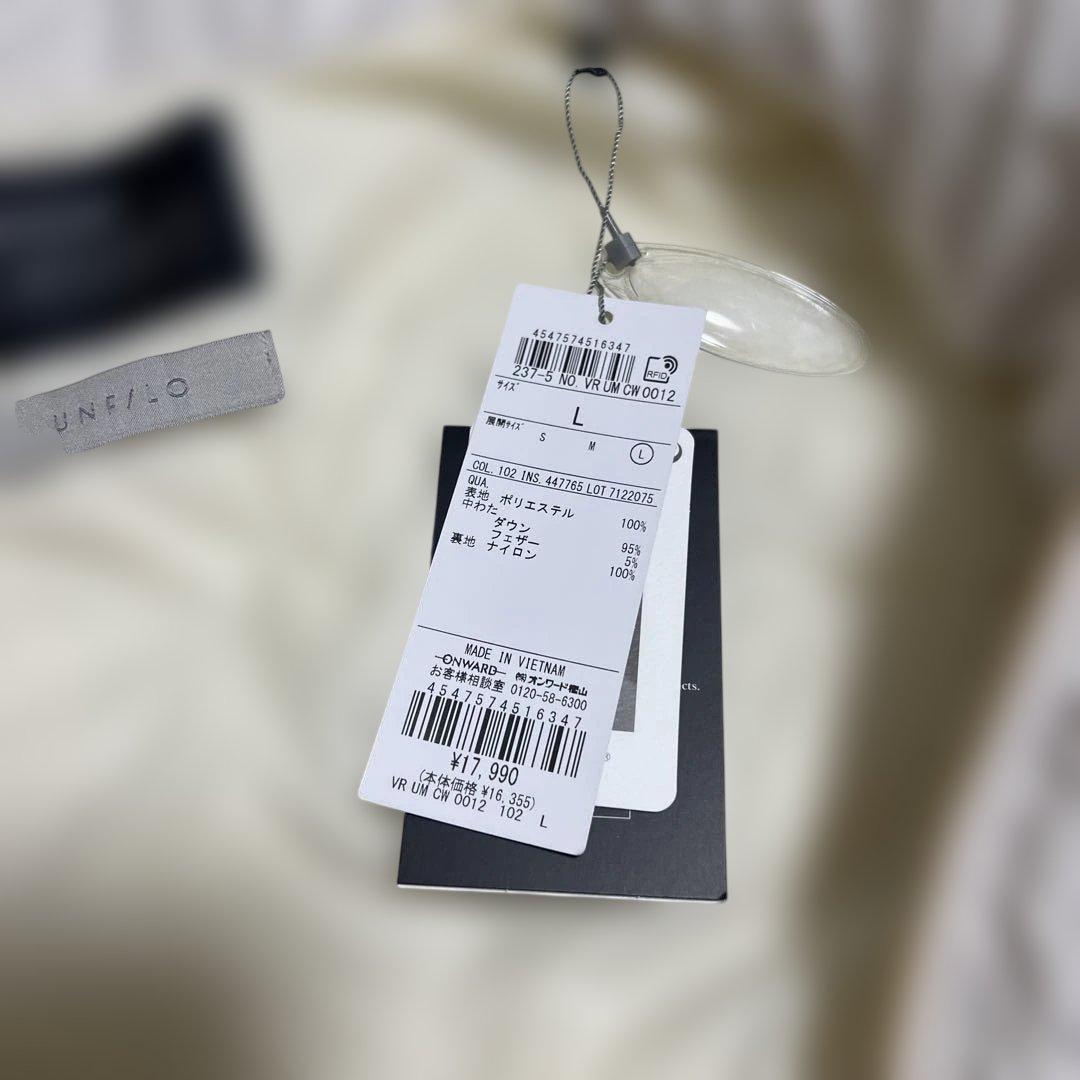 UNF/LO
4547574516347
RFID
237-5 NO. VR UM CW 0012
サイズ
L
展開サイズ S M L
COL. 102 INS. 447765 LOT 7122075
QUA.
表地 ポリエステル 100%
中わた
ダウン 95%
フェザー 5%
裏地 ナイロン 100%
MADE IN VIETNAM
ONWARD ㈱オンワード樫山
お客様相談室 0120-58-6300
4547574516347
¥17,990
(本体価格 ¥16,355)
VR UM CW 0012 102 L
cts.
®